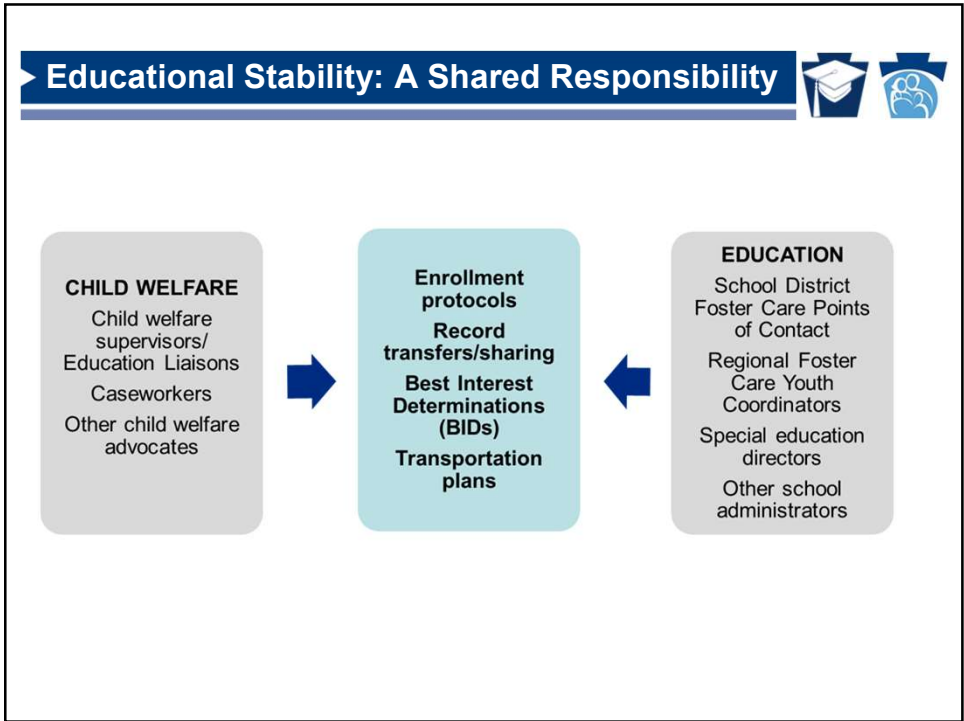 Educational Stability: A Shared Responsibility
CHILD WELFARE
Child welfare
supervisors/
Education Liaisons
Caseworkers
Other child welfare
advocates
Enrollment
protocols
Record
transfers/sharing
Best Interest
Determinations
(BIDs)
Transportation
plans
EDUCATION
School District
Foster Care Points
of Contact
Regional Foster
Care Youth
Coordinators
Special education
directors
Other school
administrators